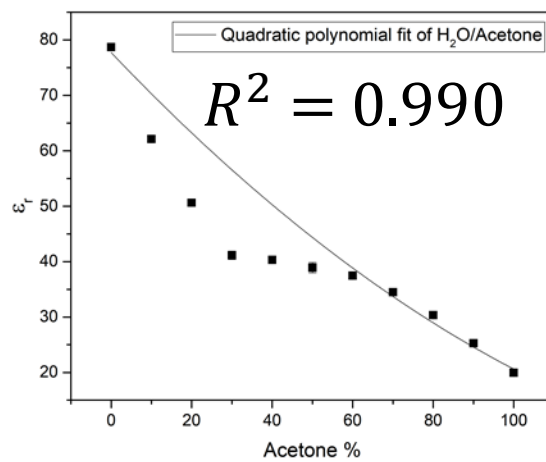 Quadratic polynomial fit of H₂O/Acetone
R² = 0.990
80
70
60
50
40
30
20
εr
0 20 40 60 80 100
Acetone %